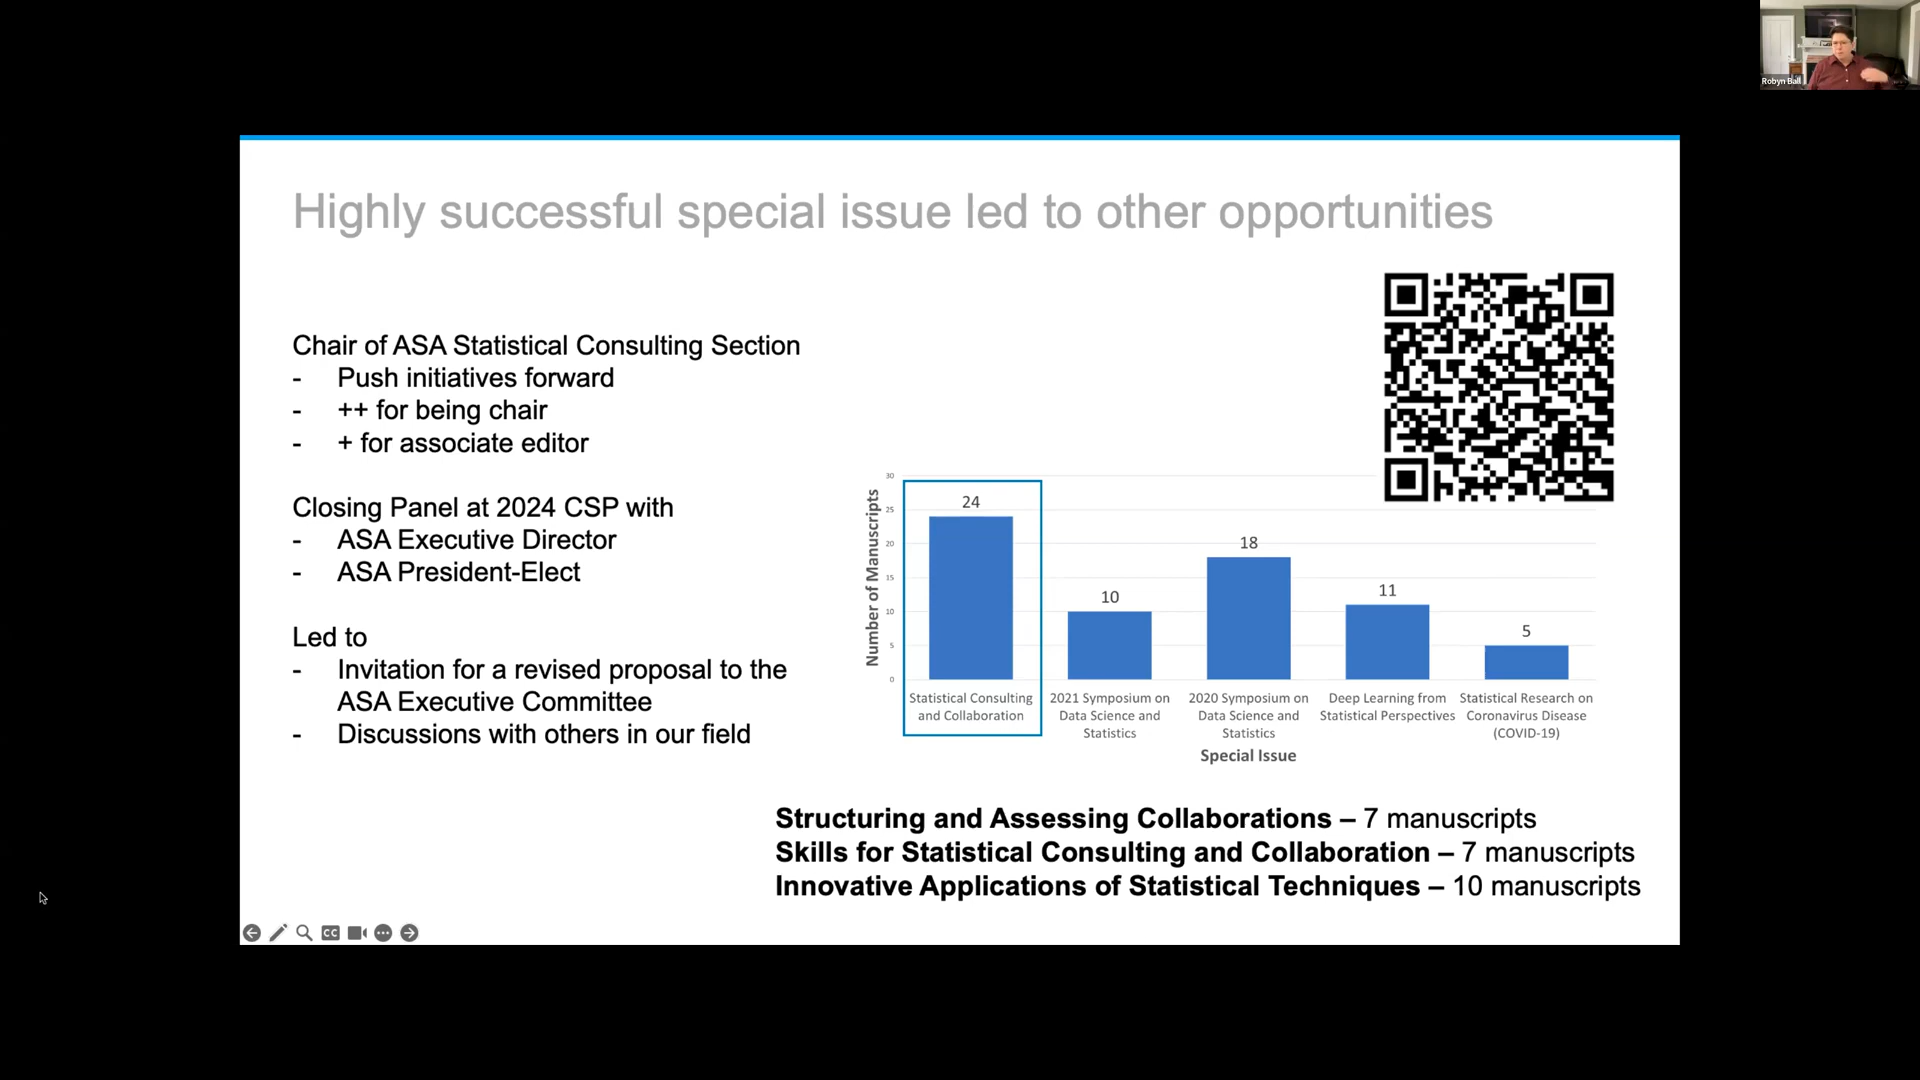 Robyn Ball
Highly successful special issue led to other opportunities
Chair of ASA Statistical Consulting Section
- Push initiatives forward
- ++ for being chair
- + for associate editor
Closing Panel at 2024 CSP with
- ASA Executive Director
- ASA President-Elect
Led to
- Invitation for a revised proposal to the
ASA Executive Committee
- Discussions with others in our field
Number of Manuscripts
30
25
20
15
10
5
0
24
10
18
11
5
Statistical Consulting
and Collaboration
2021 Symposium on
Data Science and
Statistics
2020 Symposium on
Data Science and
Statistics
Deep Learning from
Statistical Perspectives
Statistical Research on
Coronavirus Disease
(COVID-19)
Special Issue
Structuring and Assessing Collaborations – 7 manuscripts
Skills for Statistical Consulting and Collaboration – 7 manuscripts
Innovative Applications of Statistical Techniques – 10 manuscripts
CC